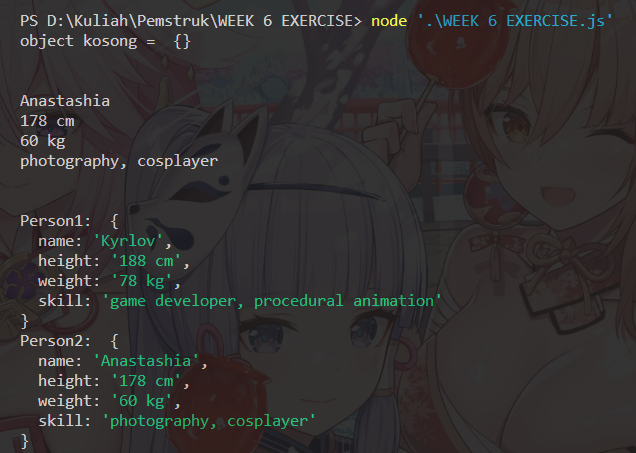 PS D:\Kuliah\Pemstruk\WEEK 6 EXERCISE> node '.\WEEK 6 EXERCISE.js'
object kosong =  {}
Anastashia
178 cm
60 kg
photography, cosplayer
Person1:  {
  name: 'Kyrlov',
  height: '188 cm',
  weight: '78 kg',
  skill: 'game developer, procedural animation'
}
Person2:  {
  name: 'Anastashia',
  height: '178 cm',
  weight: '60 kg',
  skill: 'photography, cosplayer'
}